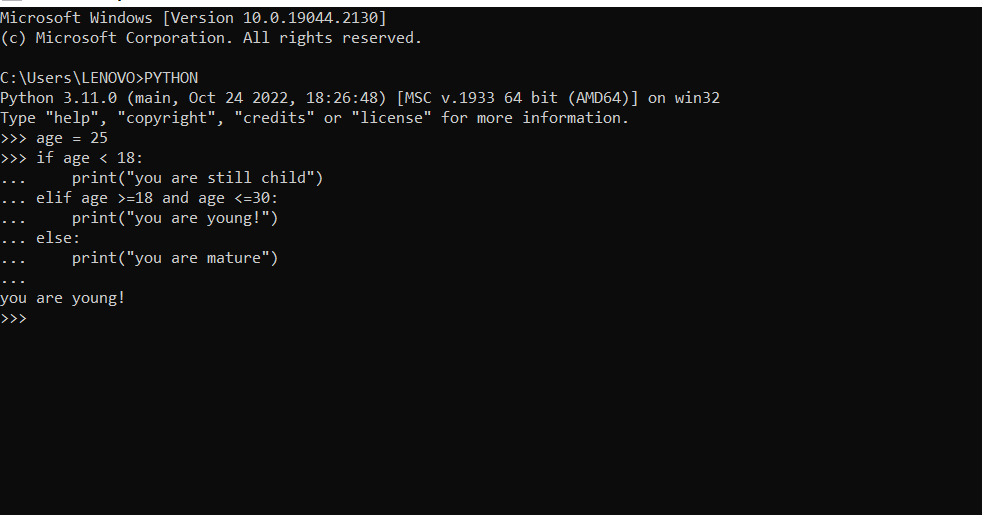 Microsoft Windows [Version 10.0.19044.2130]
(c) Microsoft Corporation. All rights reserved.
C:\Users\LENOVO>PYTHON
Python 3.11.0 (main, Oct 24 2022, 18:26:48) [MSC v.1933 64 bit (AMD64)] on win32
Type "help", "copyright", "credits" or "license" for more information.
>>> age = 25
>>> if age < 18:
...     print("you are still child")
... elif age >=18 and age <=30:
...     print("you are young!")
... else:
...     print("you are mature")
...
you are young!
>>>